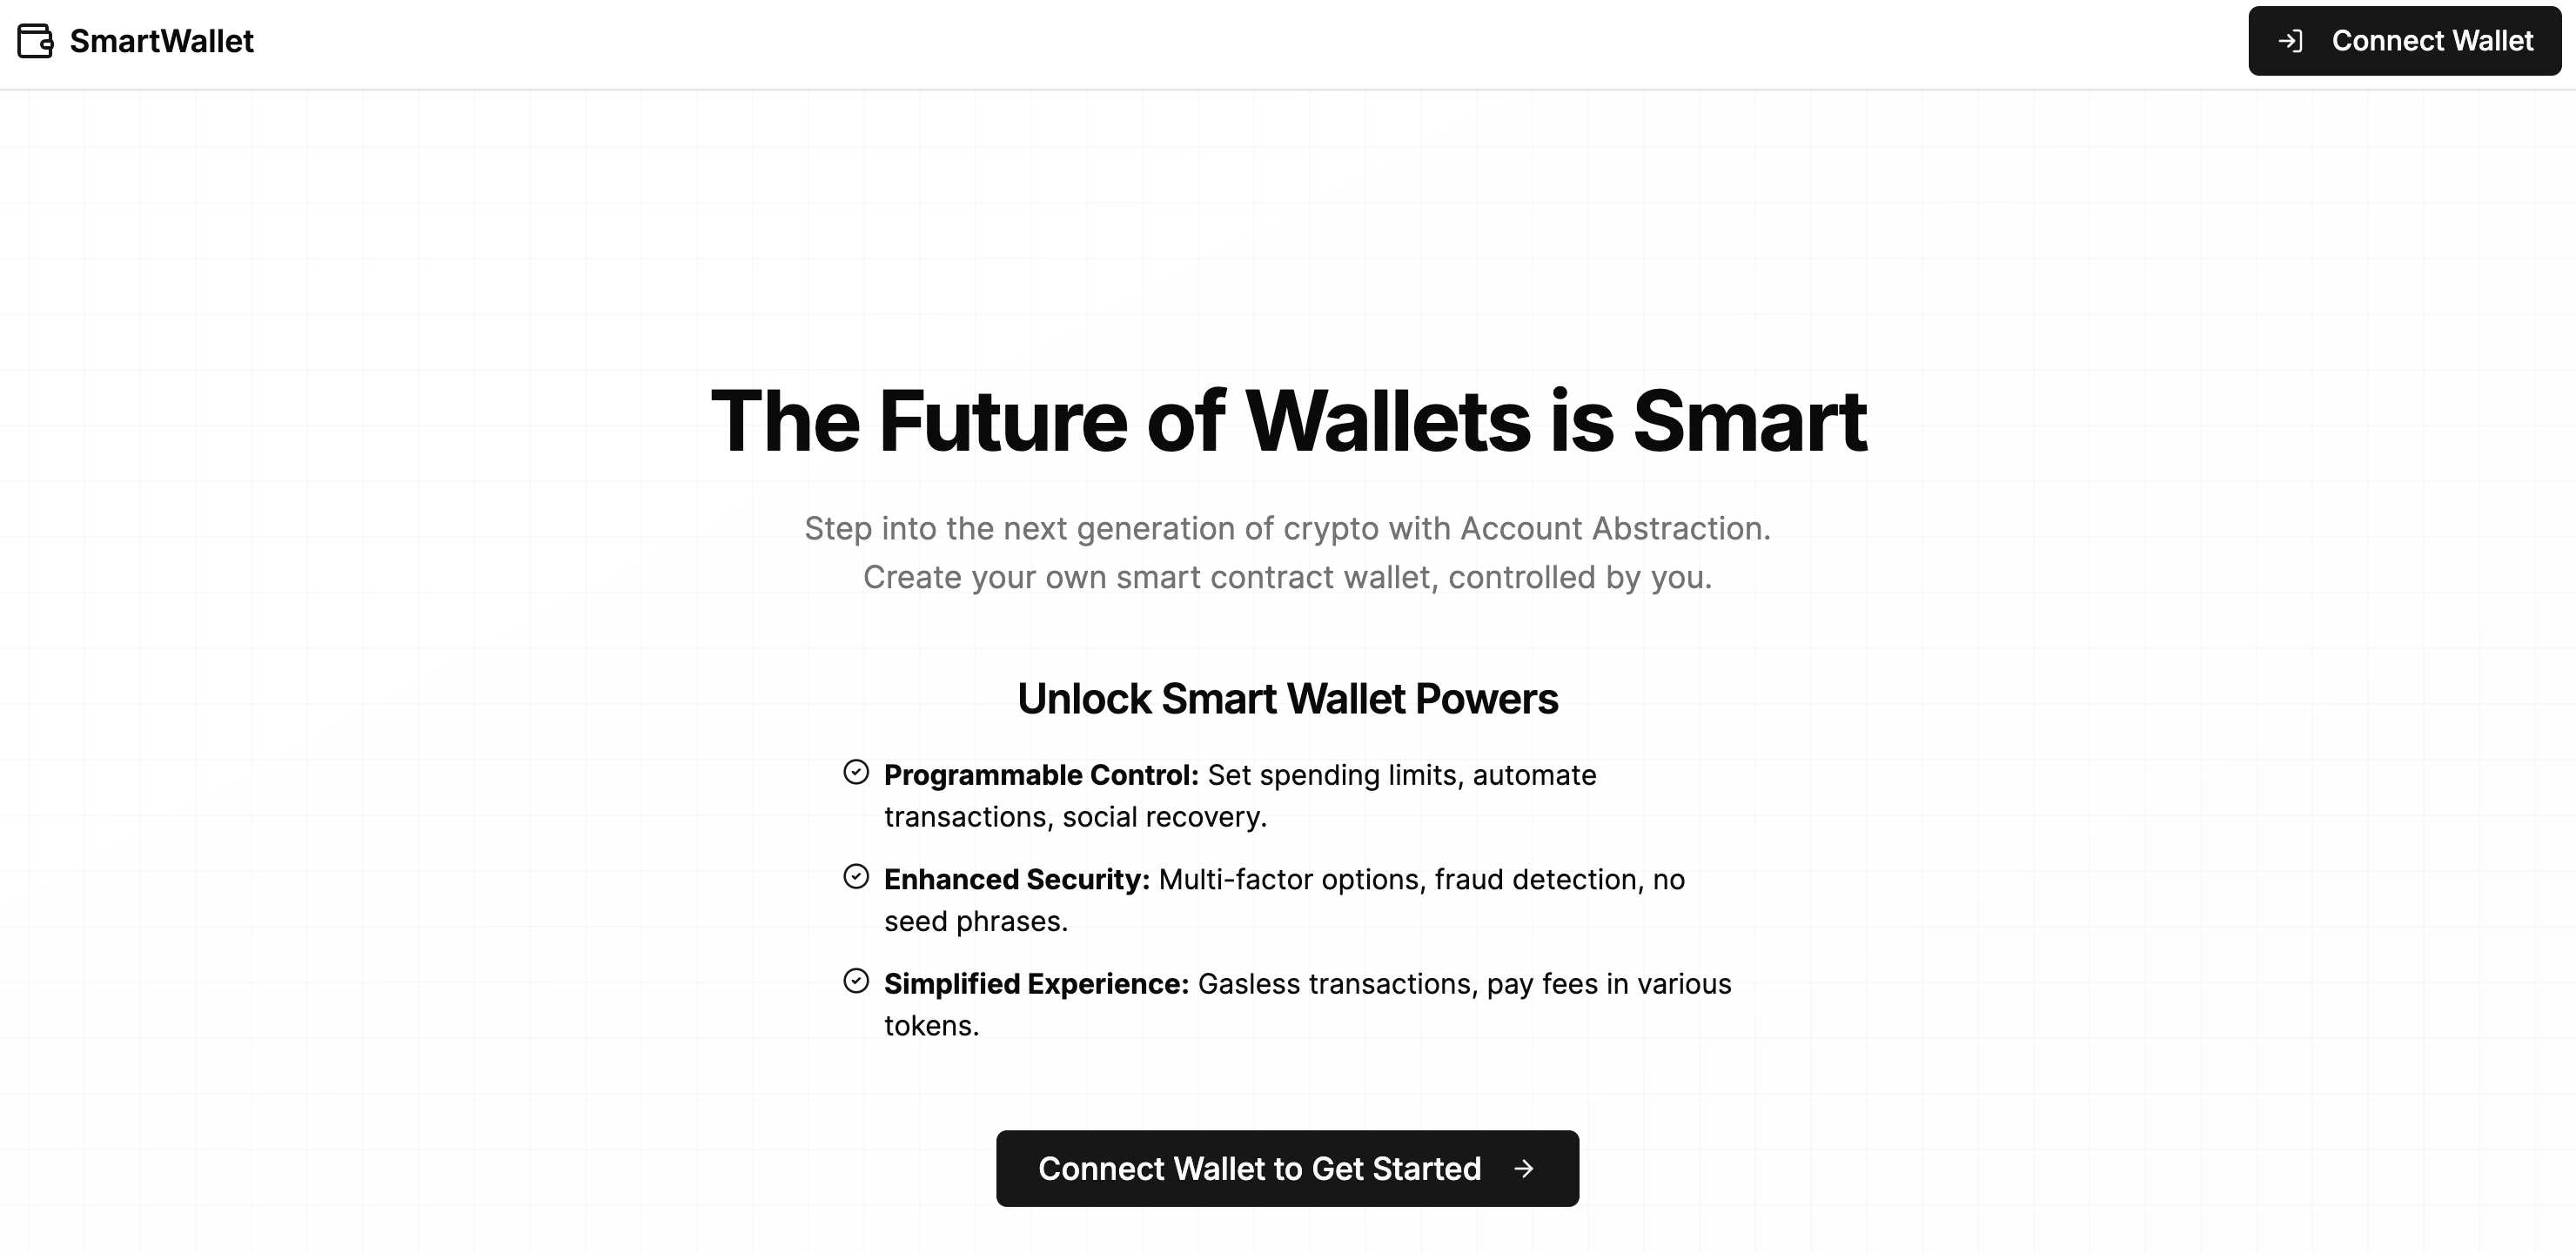 SmartWallet
Connect Wallet
The Future of Wallets is Smart
Step into the next generation of crypto with Account Abstraction.
Create your own smart contract wallet, controlled by you.
Unlock Smart Wallet Powers
Programmable Control: Set spending limits, automate
transactions, social recovery.
Enhanced Security: Multi-factor options, fraud detection, no
seed phrases.
Simplified Experience: Gasless transactions, pay fees in various
tokens.
Connect Wallet to Get Started